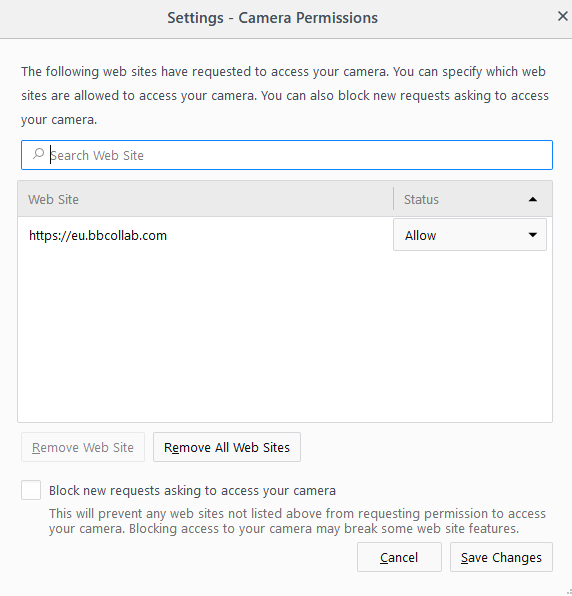 Settings - Camera Permissions
The following web sites have requested to access your camera. You can specify which web
sites are allowed to access your camera. You can also block new requests asking to access
your camera.
Search Web Site
Web Site Status
https://eu.bbcollab.com Allow
Remove Web Site Remove All Web Sites
Block new requests asking to access your camera
This will prevent any web sites not listed above from requesting permission to access
your camera. Blocking access to your camera may break some web site features.
Cancel Save Changes